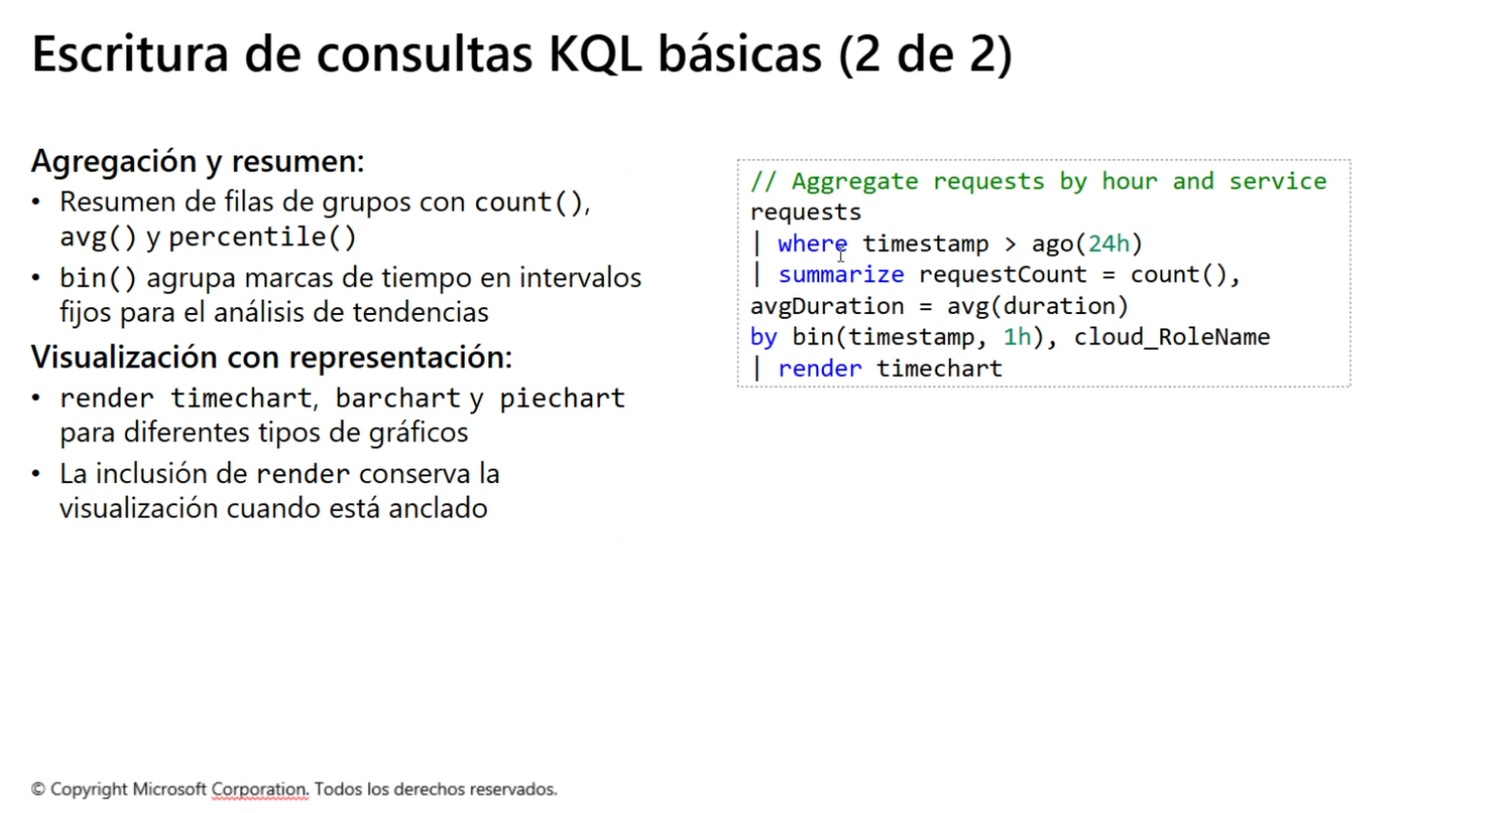 Escritura de consultas KQL básicas (2 de 2)
Agregación y resumen:
• Resumen de filas de grupos con count(),
avg() y percentile()
• bin() agrupa marcas de tiempo en intervalos
fijos para el análisis de tendencias
Visualización con representación:
• render timechart, barchart y piechart
para diferentes tipos de gráficos
• La inclusión de render conserva la
visualización cuando está anclado
// Aggregate requests by hour and service
requests
| where timestamp > ago(24h)
| summarize requestCount = count(),
avgDuration = avg(duration)
by bin(timestamp, 1h), cloud_RoleName
| render timechart
© Copyright Microsoft Corporation. Todos los derechos reservados.